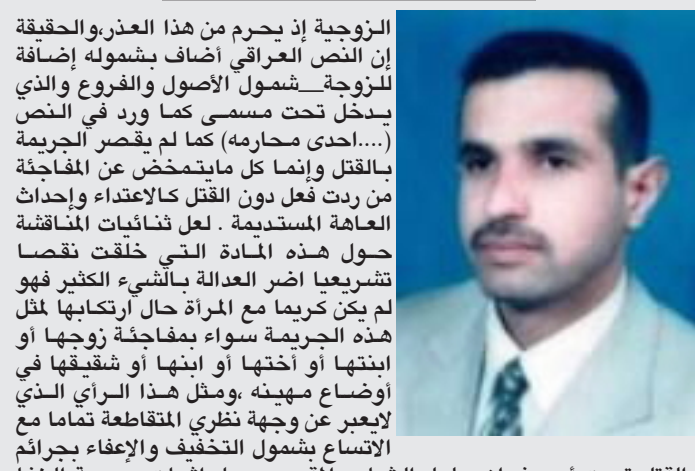 الزوجية إذ يحرم من هذا العذر،والحقيقة
إن النص العراقي أضاف بشموله إضافة
للزوجة__شمول الأصول والفروع والذي
يدخل تحت مسمى كما ورد في النص
(....احدى محارمه) كما لم يقصر الجريمة
بالقتل وإنما كل مايتمخض عن المفاجئة
من ردت فعل دون القتل كالاعتداء وإحداث
العاهة المستديمة . لعل ثنائيات المناقشة
حول هذه المادة التي خلقت نقصا
تشريعيا اضر العدالة بالشيء الكثير فهو
لم يكن كريما مع المرأة حال ارتكابها لمثل
هذه الجريمة سواء بمفاجئة زوجها أو
ابنتها أو أختها أو ابنها أو شقيقها في
أوضاع مهينه ،ومثل هذا الرأي الذي
لايعبر عن وجهة نظري المتقاطعة تماما مع
الاتساع بشمول التخفيف والإعفاء بجرائم